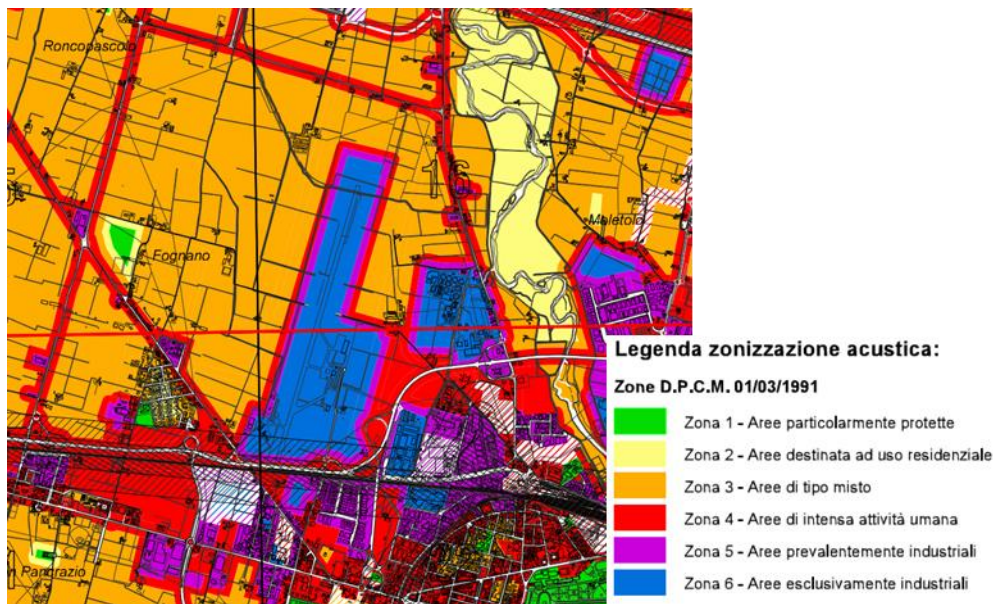 Roncopascolo
Fognano
Moletolo
n Pancrazio
Legenda zonizzazione acustica:
Zone D.P.C.M. 01/03/1991
Zona 1 - Aree particolarmente protette
Zona 2 - Aree destinata ad uso residenziale
Zona 3 - Aree di tipo misto
Zona 4 - Aree di intensa attività umana
Zona 5 - Aree prevalentemente industriali
Zona 6 - Aree esclusivamente industriali